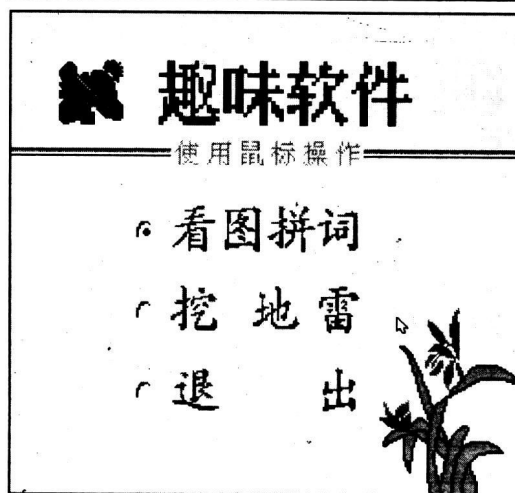 趣味软件
使用鼠标操作
看图拼词
挖地雷
退出